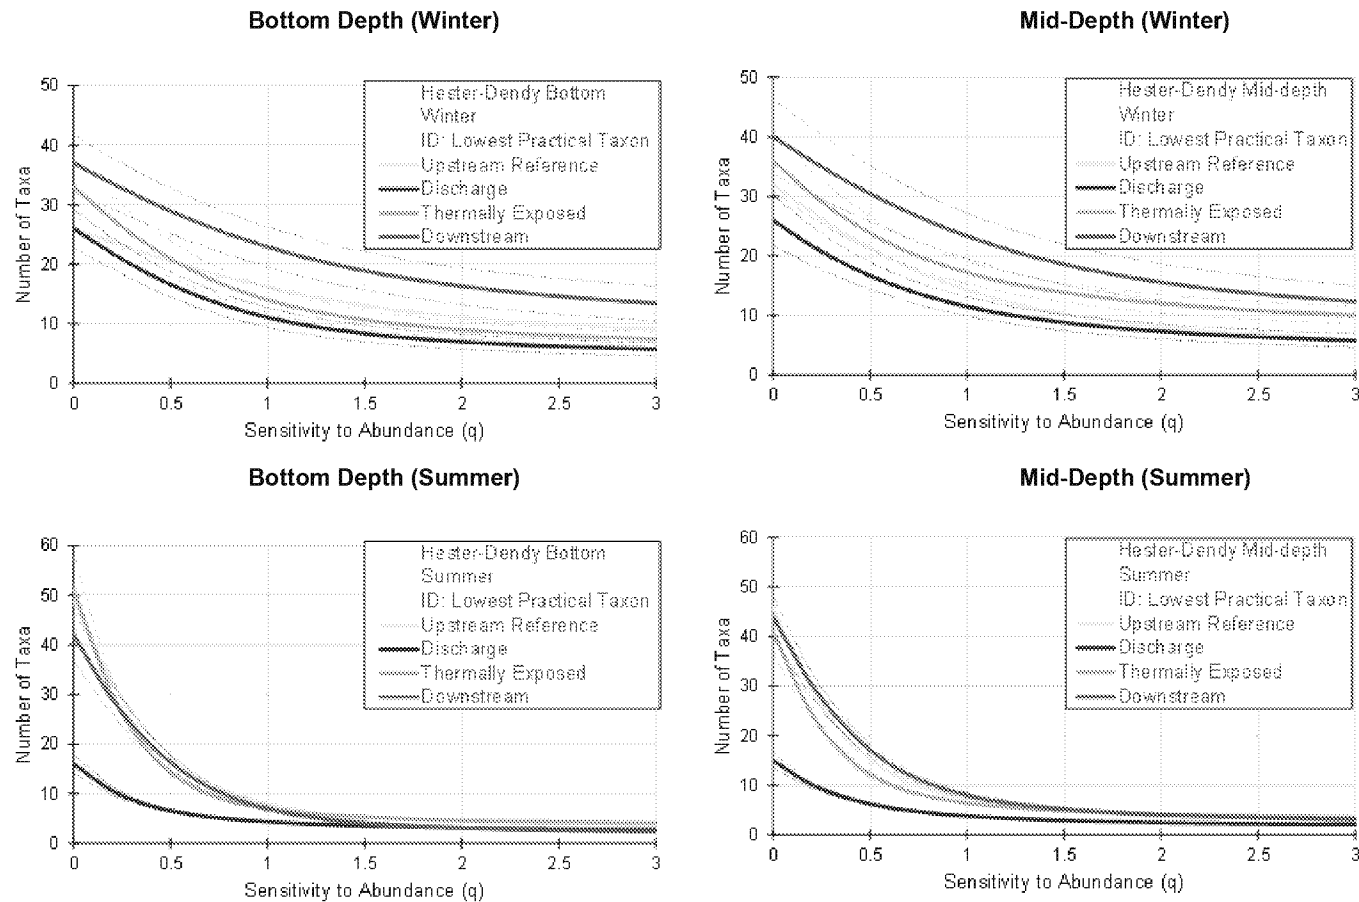 Bottom Depth (Winter)
50
40
30
20
10
0
Number of Taxa
Hester-Dendy Bottom
Winter
ID: Lowest Practical Taxon
Upstream Reference
Discharge
Thermally Exposed
Downstream
0 0.5 1 1.5 2 2.5 3
Sensitivity to Abundance (q)
Mid-Depth (Winter)
50
40
30
20
10
0
Number of Taxa
Hester-Dendy Mid-depth
Winter
ID: Lowest Practical Taxon
Upstream Reference
Discharge
Thermally Exposed
Downstream
0 0.5 1 1.5 2 2.5 3
Sensitivity to Abundance (q)
Bottom Depth (Summer)
60
50
40
30
20
10
0
Number of Taxa
Hester-Dendy Bottom
Summer
ID: Lowest Practical Taxon
Upstream Reference
Discharge
Thermally Exposed
Downstream
0 0.5 1 1.5 2 2.5 3
Sensitivity to Abundance (q)
Mid-Depth (Summer)
60
50
40
30
20
10
0
Number of Taxa
Hester-Dendy Mid-depth
Summer
ID: Lowest Practical Taxon
Upstream Reference
Discharge
Thermally Exposed
Downstream
0 0.5 1 1.5 2 2.5 3
Sensitivity to Abundance (q)